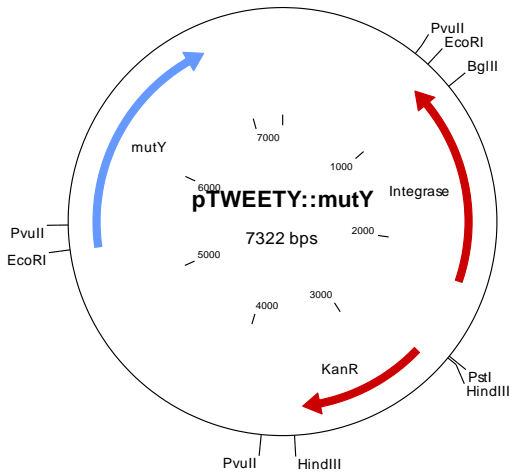 PvuII
EcoRI
BglII
7000
mutY
1000
6000
Integrase
pTWEETY::mutY
PvuII
2000
7322 bps
EcoRI
5000
3000
4000
KanR
PstI
HindIII
PvuII
HindIII